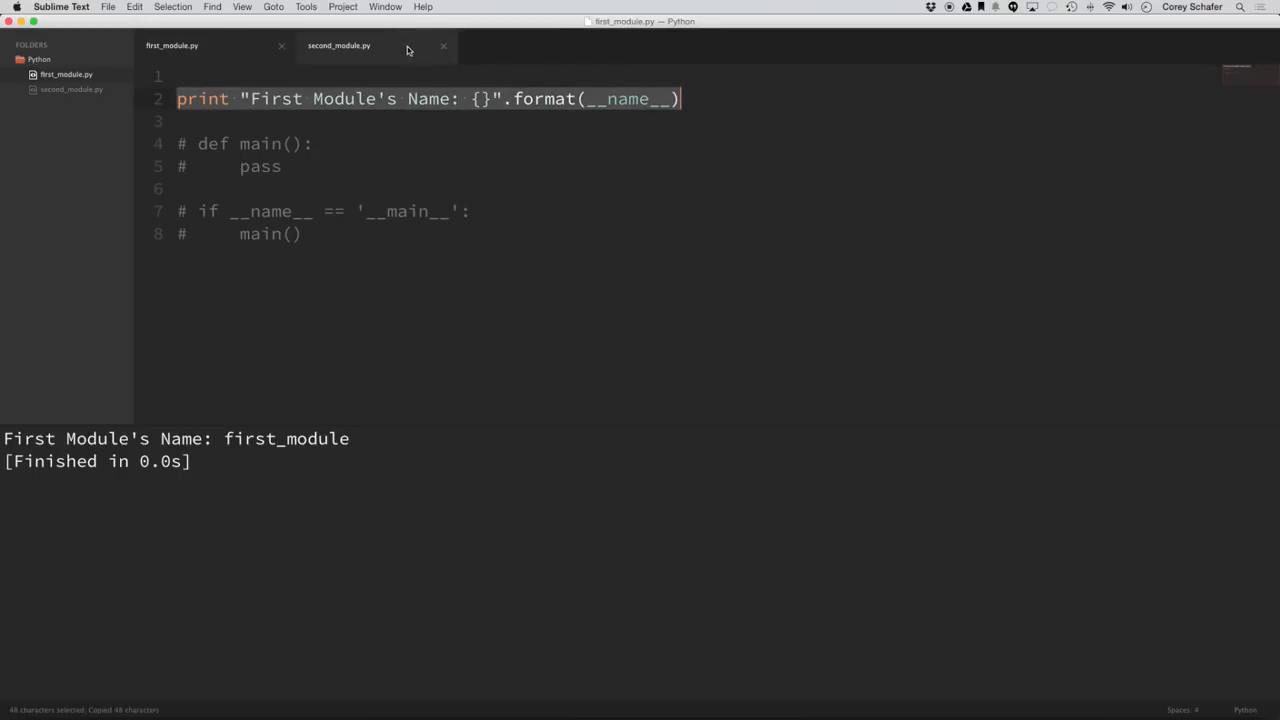 Sublime Text File Edit Selection Find View Goto Tools Project Window Help Corey Schafer
first_module.py — Python
FOLDERS
Python
first_module.py
second_module.py
first_module.py second_module.py
1
2 print "First Module's Name: {}".format(__name__)
3
4 # def main():
5 #     pass
6
7 # if __name__ == '__main__':
8 #     main()
First Module's Name: first_module
[Finished in 0.0s]
48 characters selected; Copied 48 characters Spaces: 4 Python